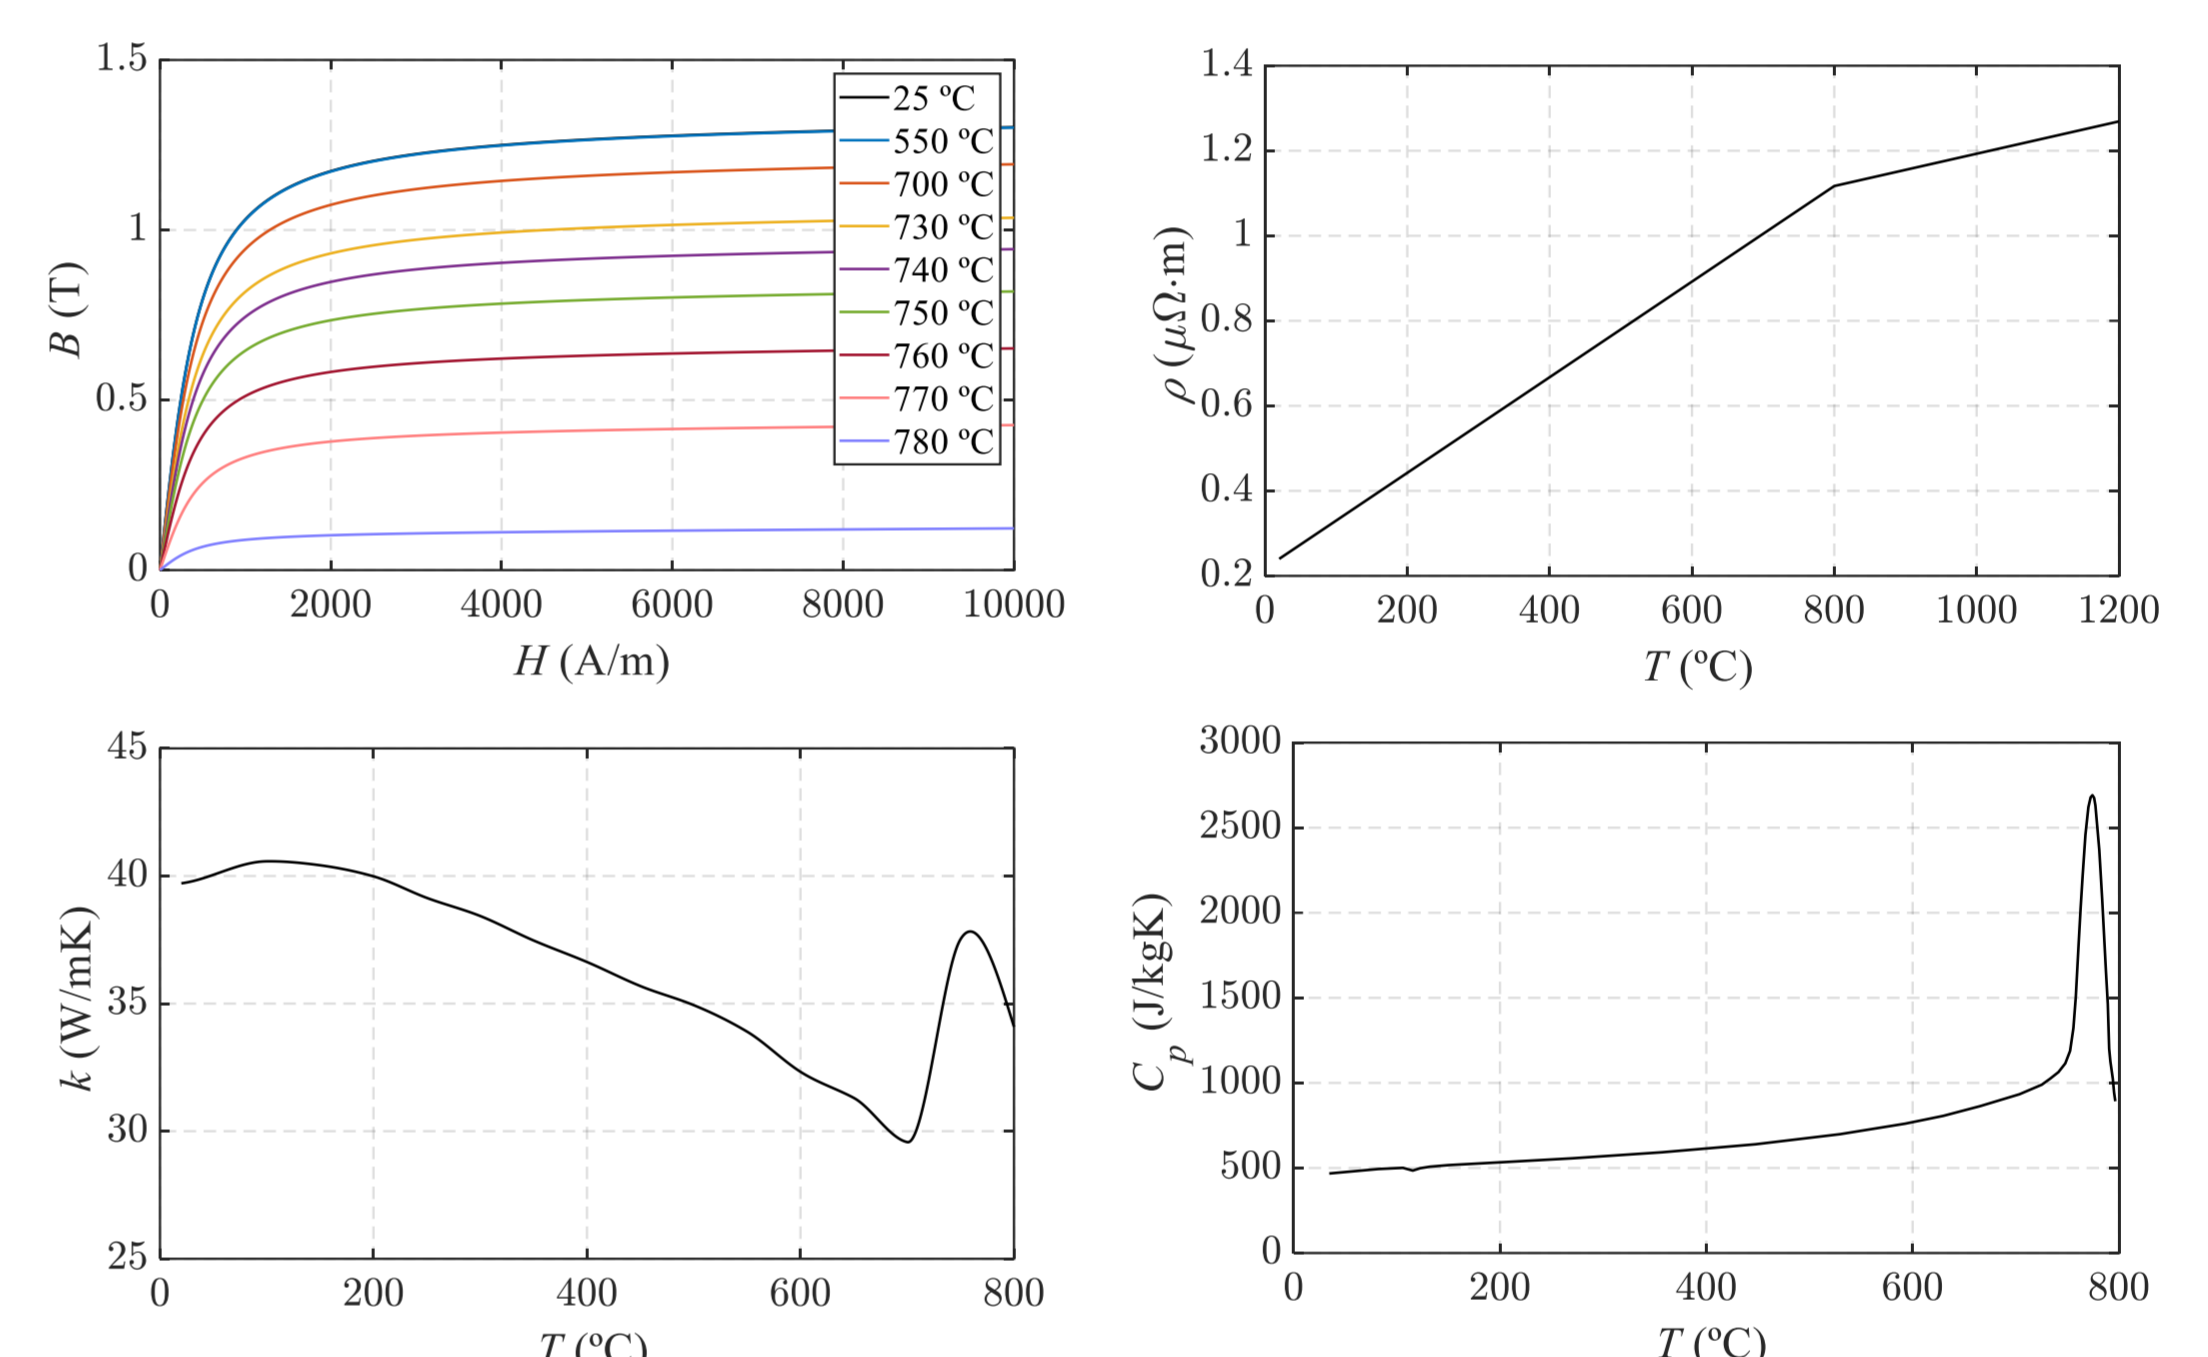 1.5
1
0.5
0
B (T)
25 ºC
550 ºC
700 ºC
730 ºC
740 ºC
750 ºC
760 ºC
770 ºC
780 ºC
0 2000 4000 6000 8000 10000
H (A/m)
1.4
1.2
1
0.8
0.6
0.4
0.2
ρ (μΩ·m)
0 200 400 600 800 1000 1200
T (ºC)
45
40
35
30
25
k (W/mK)
0 200 400 600 800
T (ºC)
3000
2500
2000
1500
1000
500
0
Cp (J/kgK)
0 200 400 600 800
T (ºC)